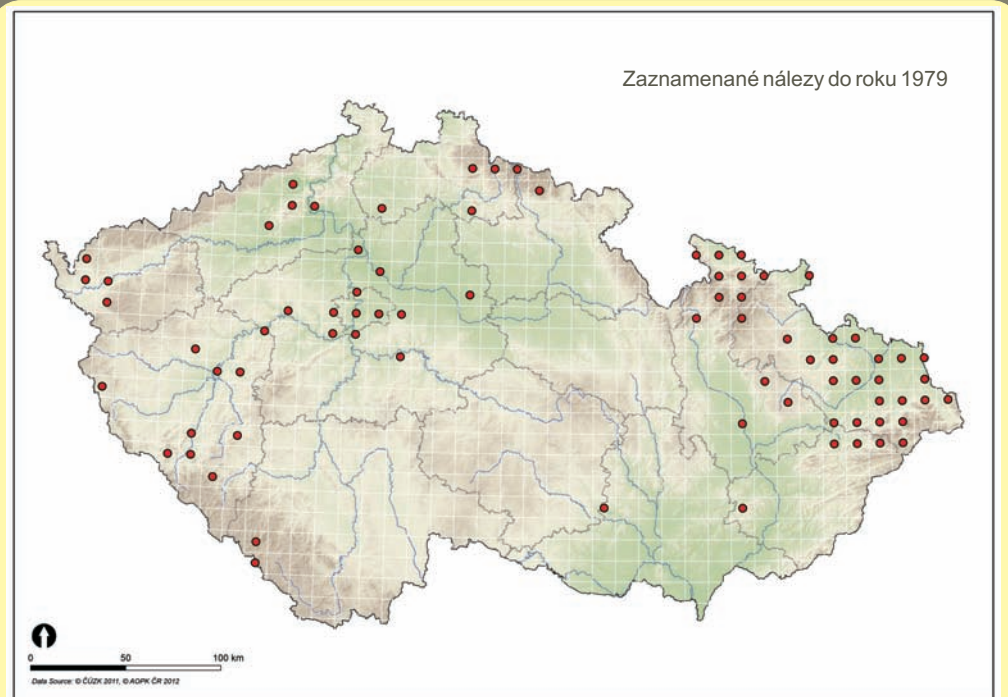 Zaznamenané nálezy do roku 1979
0 50 100 km
Data Source: © ČÚZK 2011, © AOPK ČR 2012